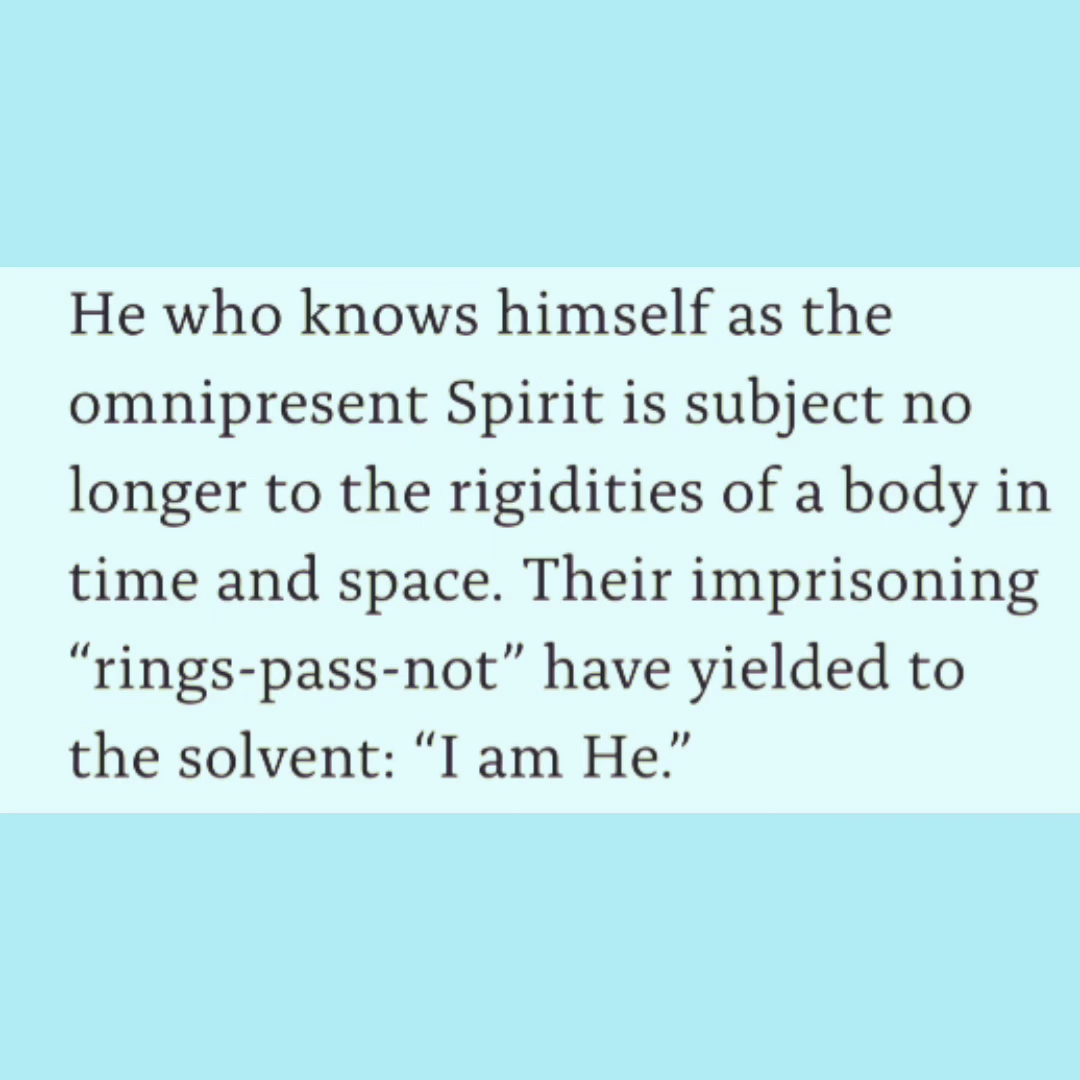 He who knows himself as the
omnipresent Spirit is subject no
longer to the rigidities of a body in
time and space. Their imprisoning
“rings-pass-not” have yielded to
the solvent: “I am He.”